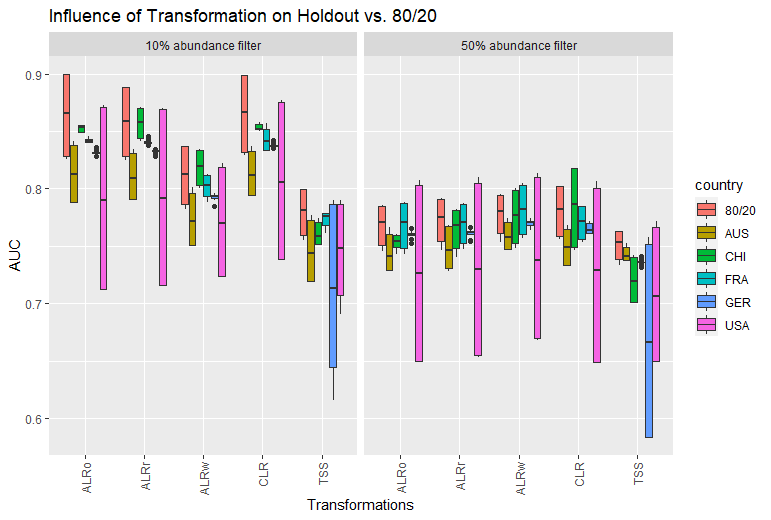 Influence of Transformation on Holdout vs. 80/20
10% abundance filter
50% abundance filter
0.9
0.8
0.7
0.6
AUC
ALRo
ALRr
ALRw
CLR
TSS
ALRo
ALRr
ALRw
CLR
TSS
Transformations
country
80/20
AUS
CHI
FRA
GER
USA